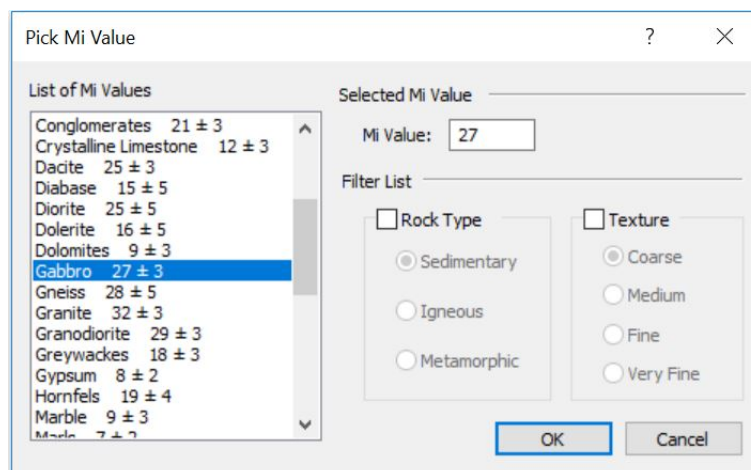 Pick Mi Value
?
List of Mi Values
Conglomerates 21 ± 3
Crystalline Limestone 12 ± 3
Dacite 25 ± 3
Diabase 15 ± 5
Diorite 25 ± 5
Dolerite 16 ± 5
Dolomites 9 ± 3
Gabbro 27 ± 3
Gneiss 28 ± 5
Granite 32 ± 3
Granodiorite 29 ± 3
Greywackes 18 ± 3
Gypsum 8 ± 2
Hornfels 19 ± 4
Marble 9 ± 3
Marls 7 ± 2
Selected Mi Value
Mi Value: 27
Filter List
Rock Type
Sedimentary
Igneous
Metamorphic
Texture
Coarse
Medium
Fine
Very Fine
OK
Cancel